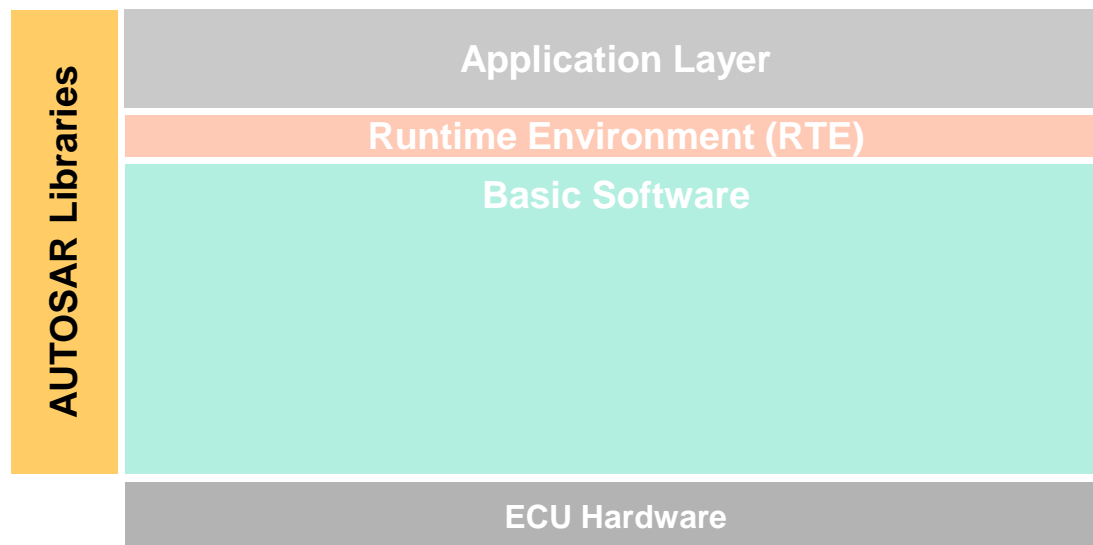 AUTOSAR Libraries
Application Layer
Runtime Environment (RTE)
Basic Software
ECU Hardware